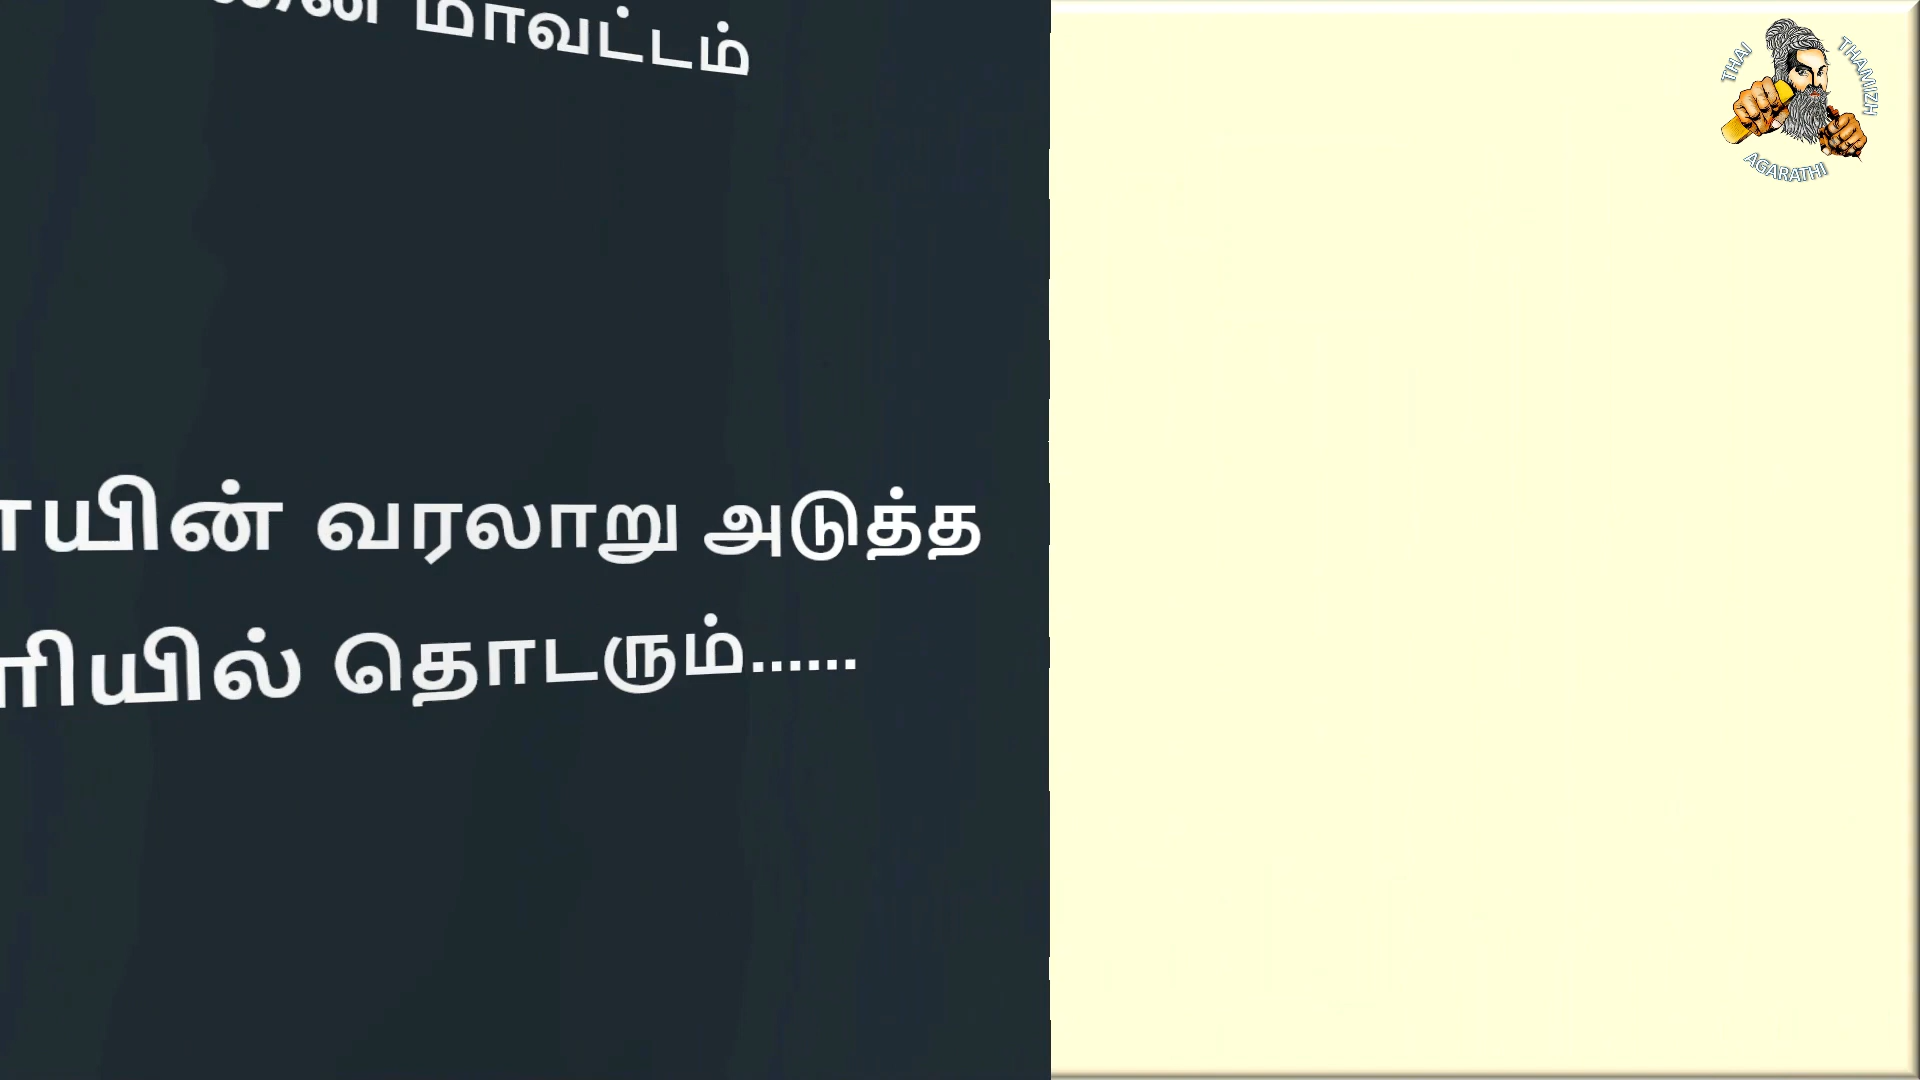 மாவட்டம்
வரலாறு அடுத்த
தொடரும்......
THAI
THAMIZH
AGARATHI